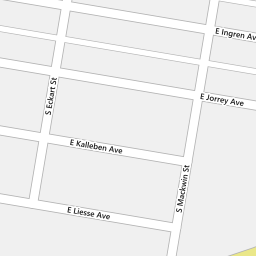 E Ingren Ave
S Eckart St
E Jorrey Ave
E Kalleben Ave
S Mackwin St
E Liesse Ave